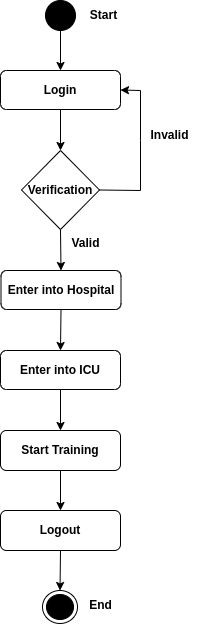 Start
Login
Invalid
Verification
Valid
Enter into Hospital
Enter into ICU
Start Training
Logout
End